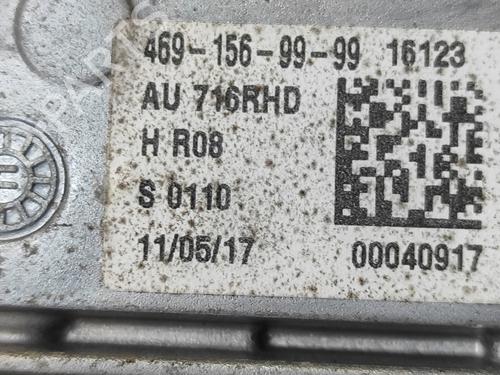 469-156-99-99 16123
AU 716RHD
H R08
S 0110
11/05/17 00040917